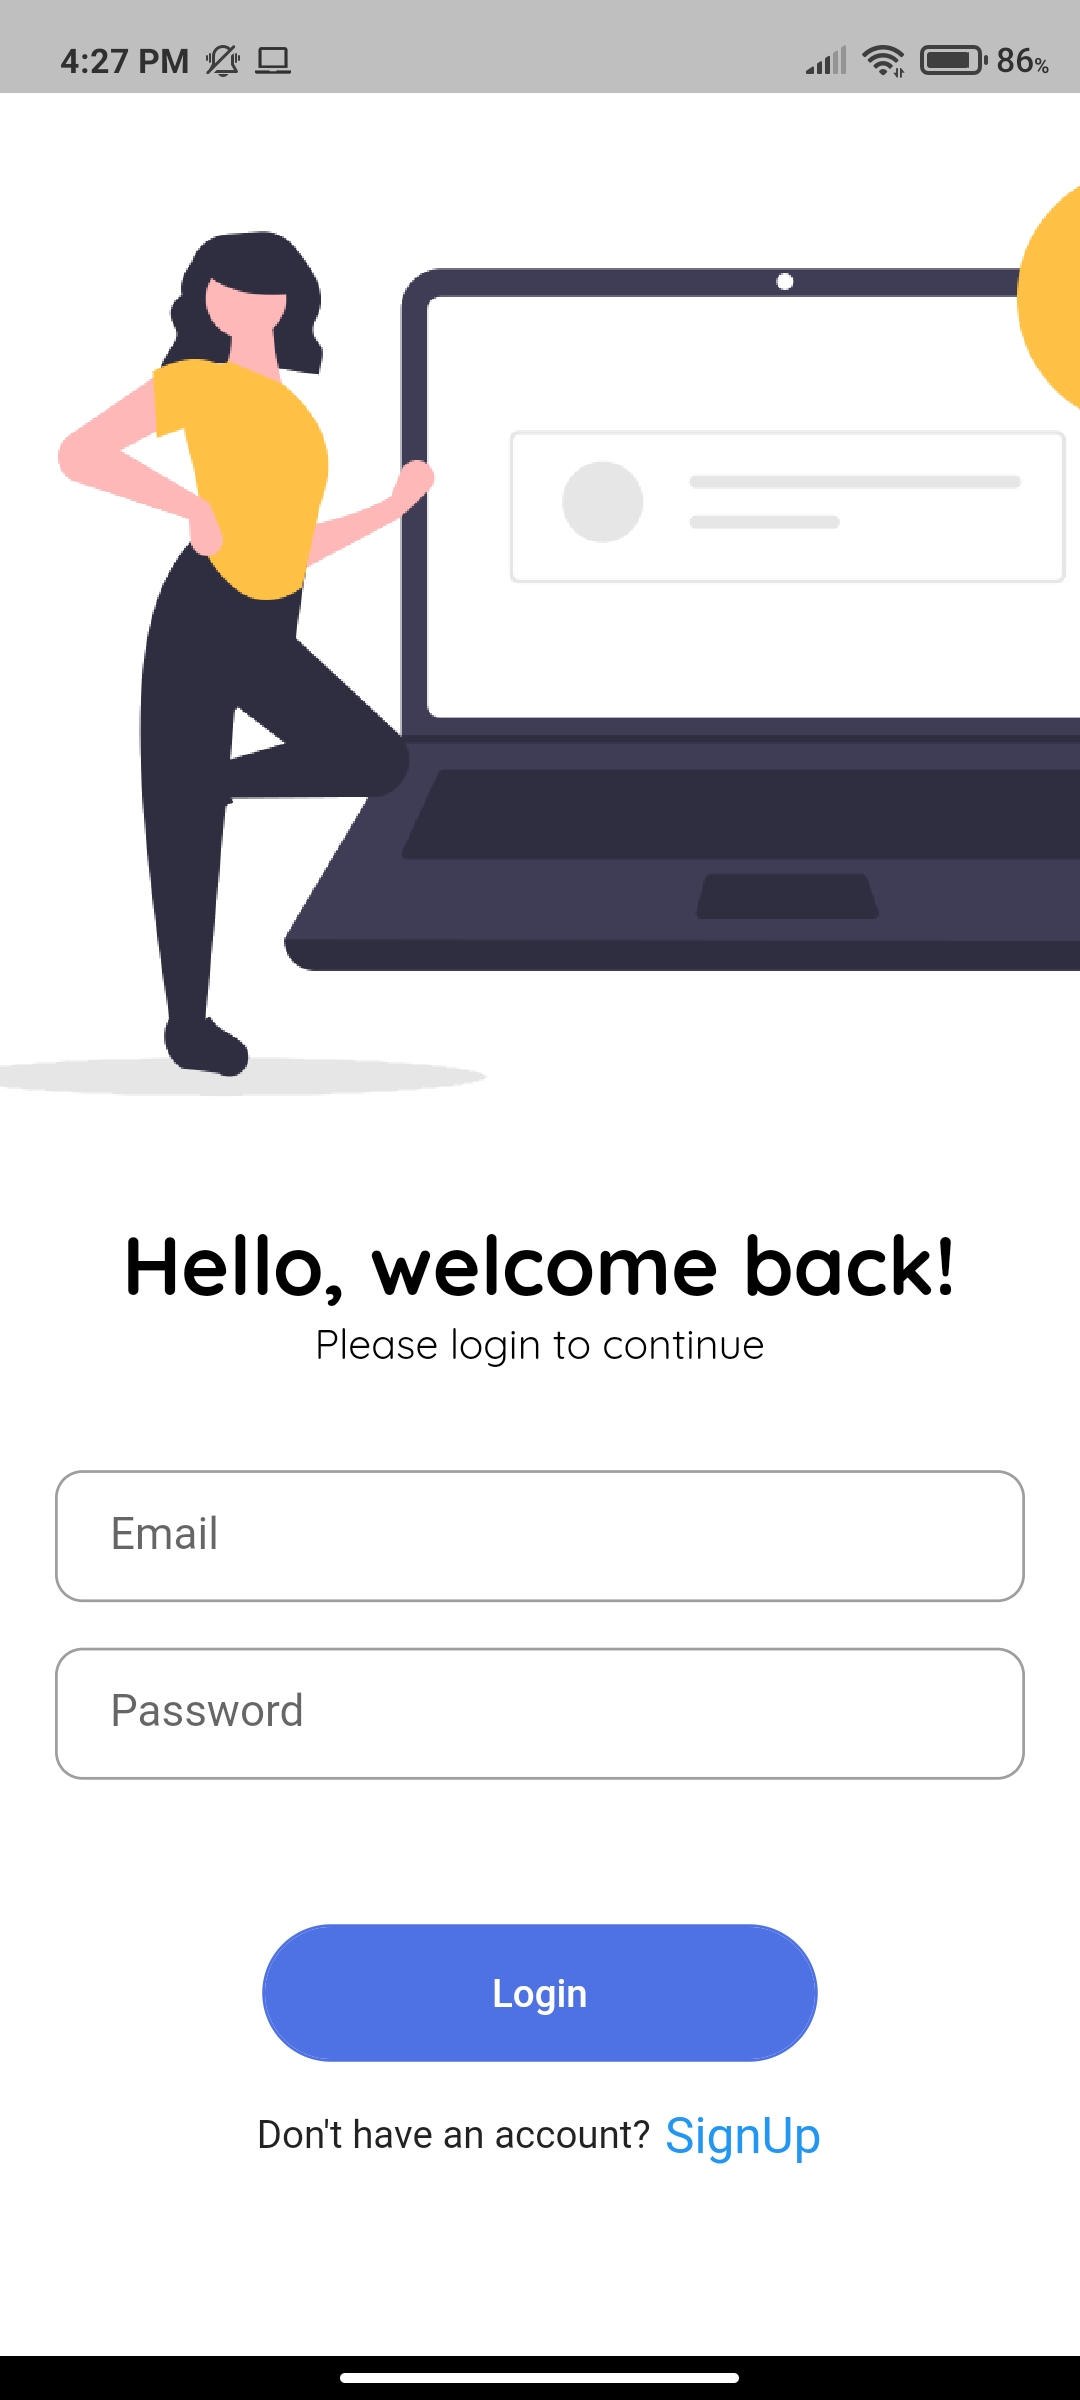 4:27 PM 86%
Hello, welcome back!
Please login to continue
Email
Password
Login
Don't have an account? SignUp